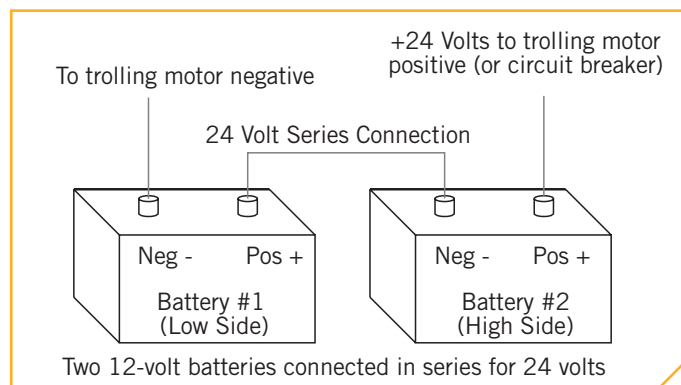 +24 Volts to trolling motor
positive (or circuit breaker)
To trolling motor negative
24 Volt Series Connection
Neg - Pos +
Battery #1
(Low Side)
Neg - Pos +
Battery #2
(High Side)
Two 12-volt batteries connected in series for 24 volts